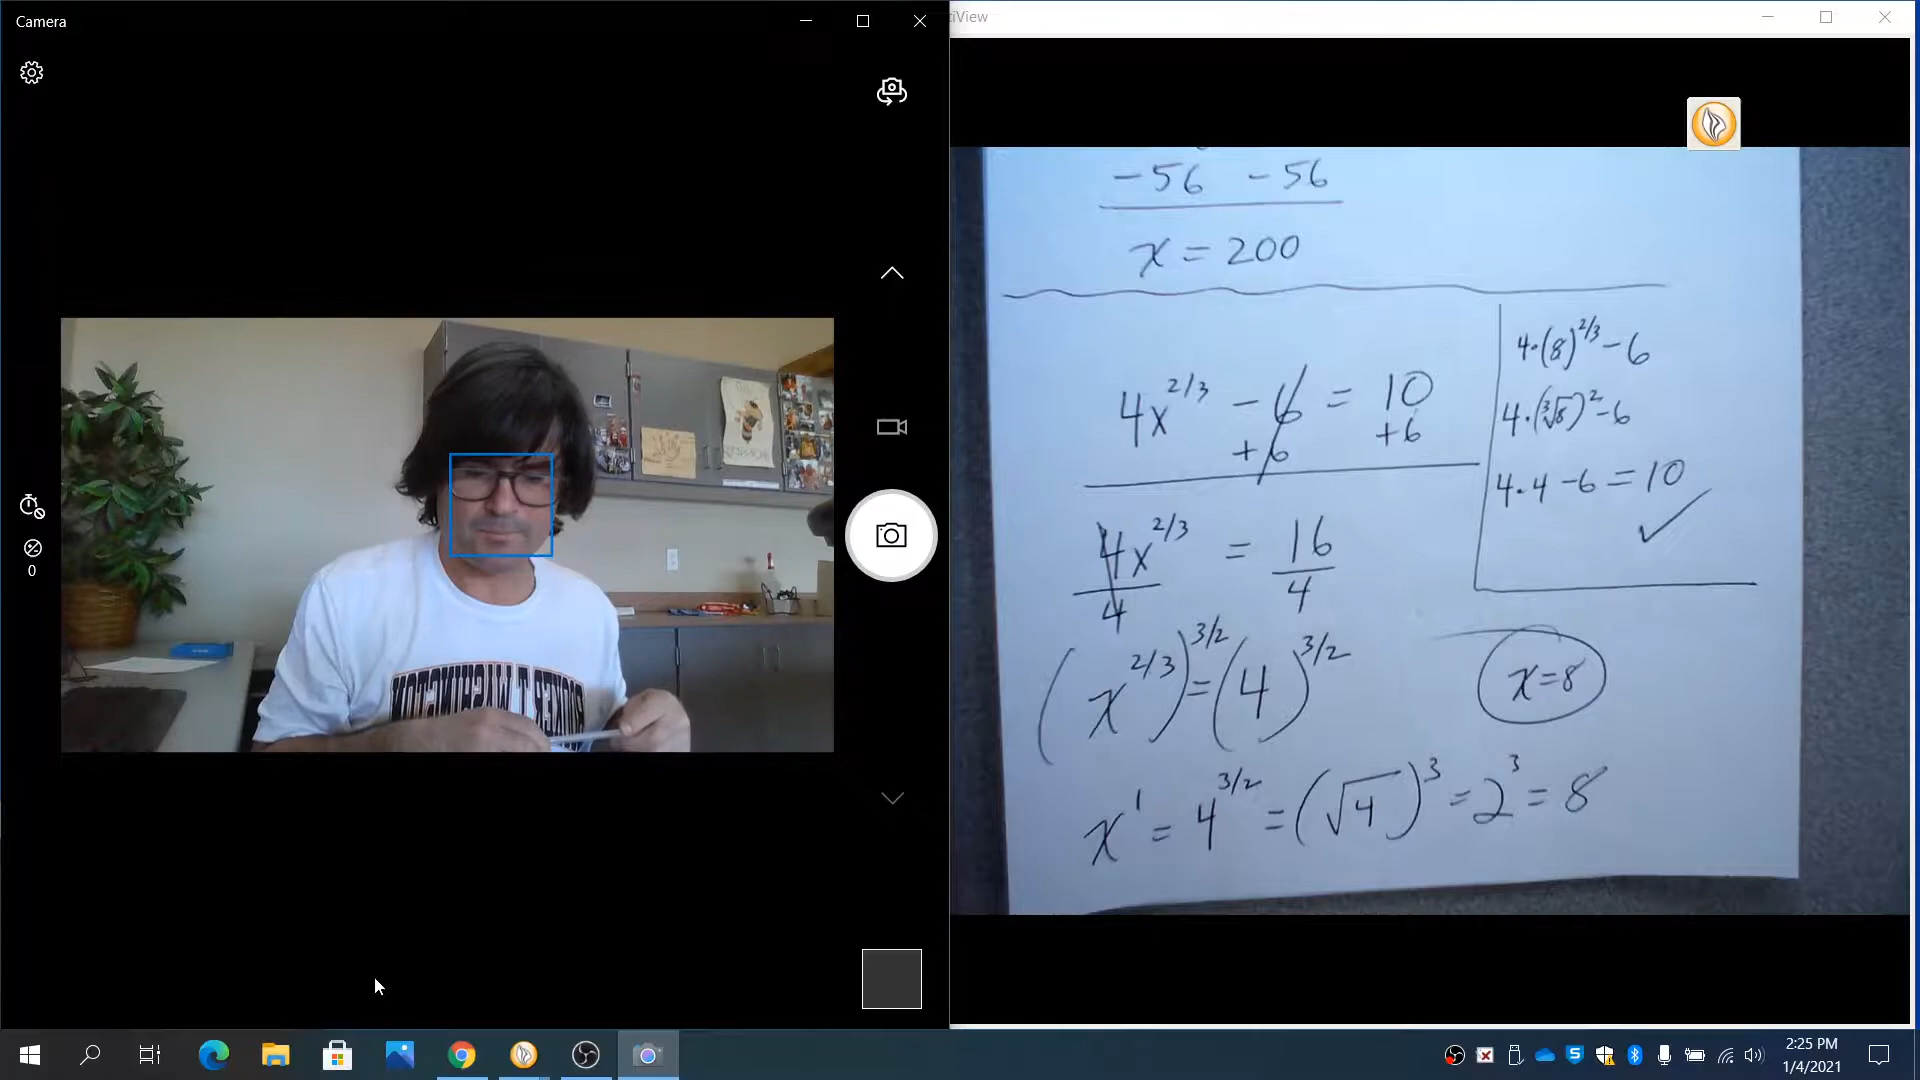 Camera
iView
0
-56 -56
x = 200
4x^{2/3} - 6 = 10
+6 +6
4x^{2/3} = 16
4 4
(x^{2/3})^{3/2} = (4)^{3/2}
x^1 = 4^{3/2} = (√4)^3 = 2^3 = 8
4·(8)^{2/3} - 6
4·(∛8)^2 - 6
4·4 - 6 = 10 ✓
x=8
2:25 PM
1/4/2021